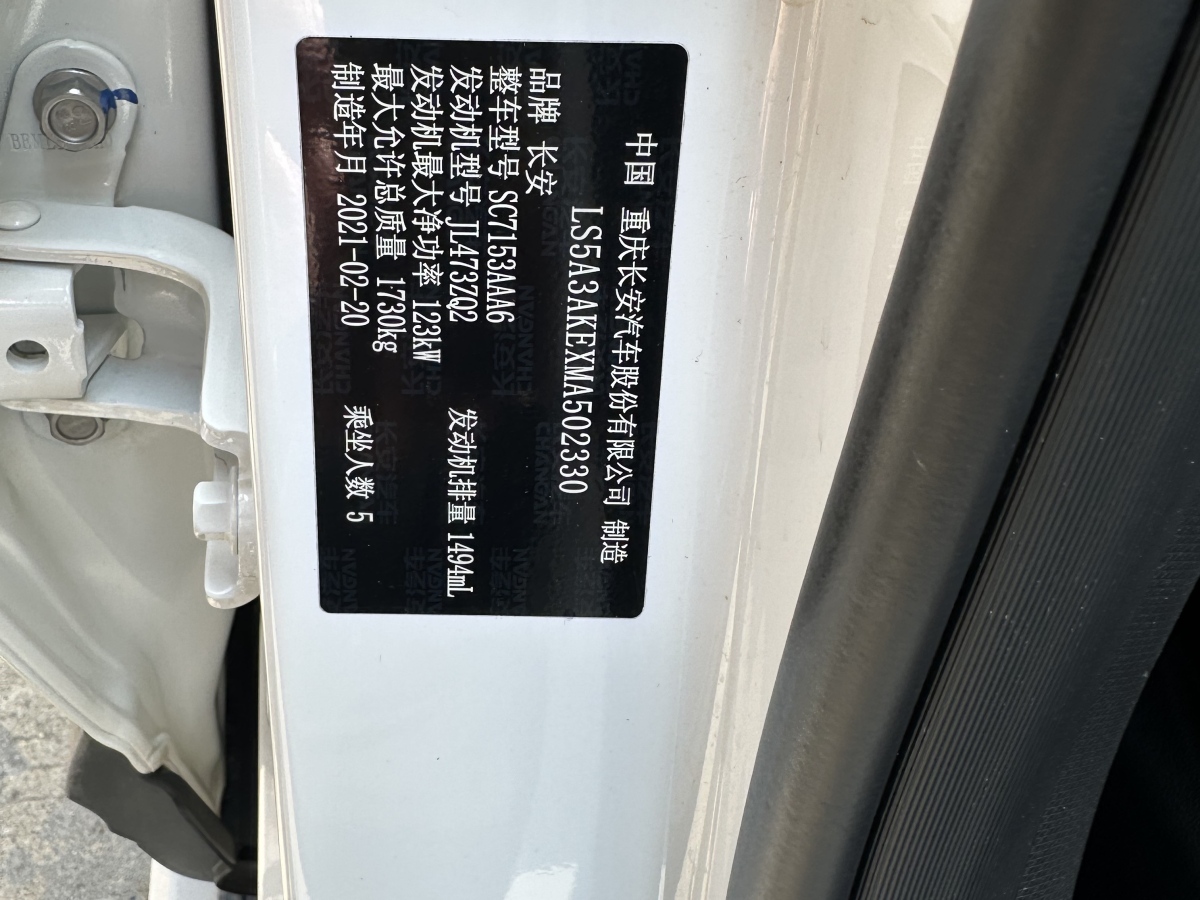 中国 重庆长安汽车股份有限公司 制造
LS5A3AKEXMA502330
品牌 长安
整车型号 SC7153AAA6
发动机型号 JL473ZQ2 发动机排量 1494mL
发动机最大净功率 123kW
最大允许总质量 1730kg
制造年月 2021-02-20 乘坐人数 5